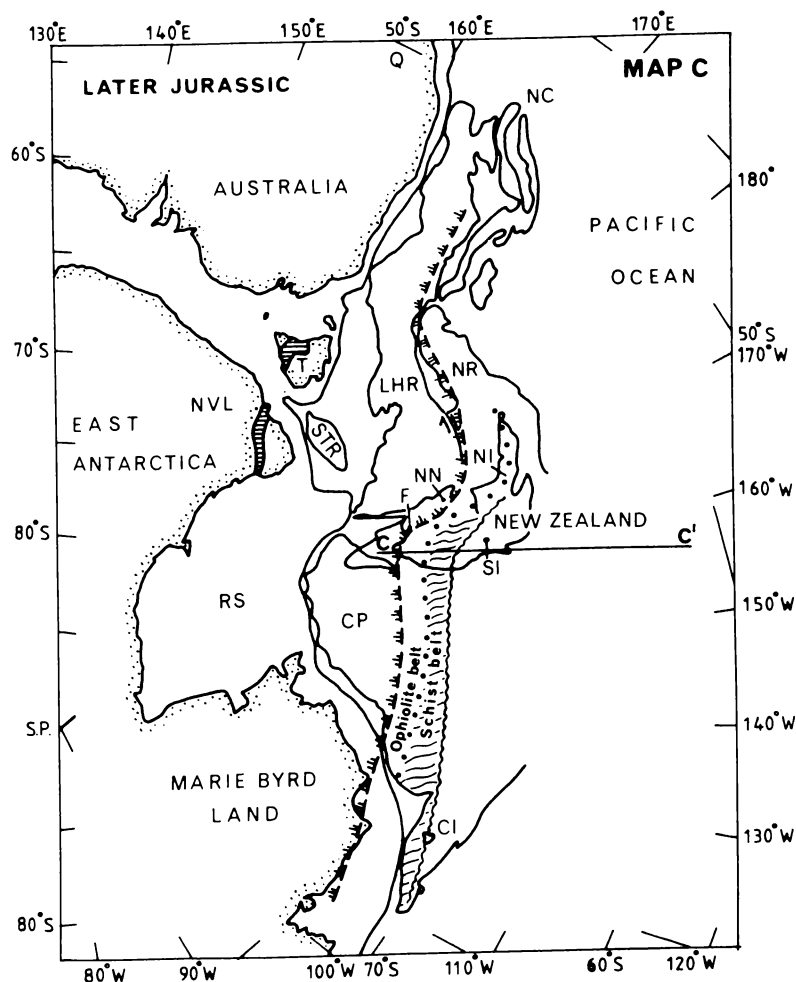 130°E 140°E 150°E 50°S 160°E 170°E
Q
LATER JURASSIC
MAP C
NC
60°S
180°
AUSTRALIA
PACIFIC
OCEAN
50°S
170°W
70°S
T
LHR
NR
NVL
EAST
ANTARCTICA
STR
NI
NN
F
160°W
80°S
NEW ZEALAND
C
C'
SI
RS
CP
150°W
Ophiolite belt
Schist belt
S.P.
140°W
MARIE BYRD
LAND
CI
130°W
80°S
80°W 90°W 100°W 70°S 110°W 60°S 120°W